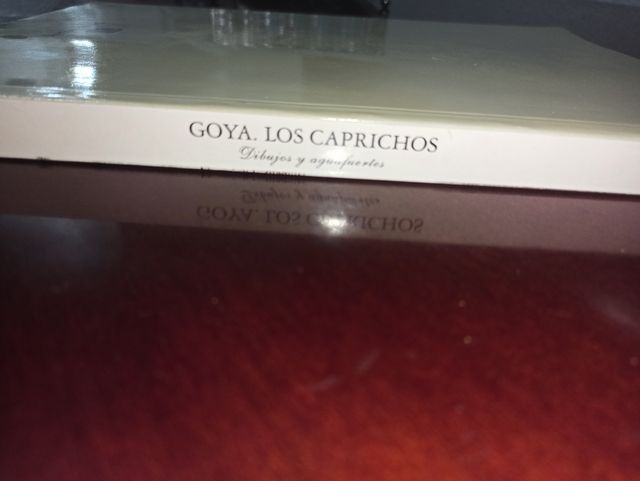 GOYA. LOS CAPRICHOS
Dibujos y aguafuertes